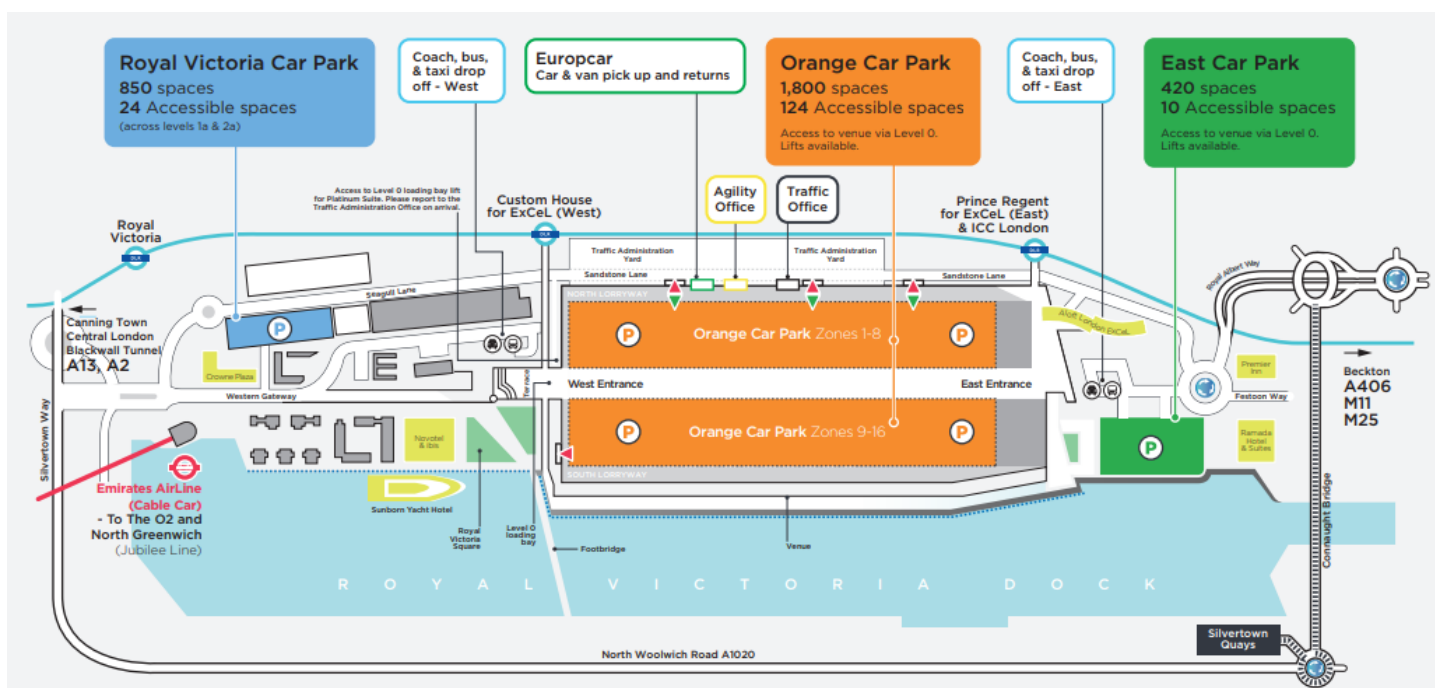 Royal Victoria Car Park
850 spaces
24 Accessible spaces
(across levels 1a & 2a)
Coach, bus,
& taxi drop
off - West
Europcar
Car & van pick up and returns
Orange Car Park
1,800 spaces
124 Accessible spaces
Access to venue via Level 0.
Lifts available.
Coach, bus,
& taxi drop
off - East
East Car Park
420 spaces
10 Accessible spaces
Access to venue via Level 0.
Lifts available.
Access to Level 0 loading bay lift
for Platinum Suite. Please report to the
Traffic Administration Office on arrival.
Custom House
for ExCeL (West)
Agility
Office
Traffic
Office
Prince Regent
for ExCeL (East)
& ICC London
Royal
Victoria
DLR
DLR
DLR
Traffic Administration
Yard
Traffic Administration
Yard
Sandstone Lane
Sandstone Lane
Royal Albert Way
Seagull Lane
NORTH LORRYWAY
Canning Town
Central London
Blackwall Tunnel
A13, A2
P
P
Orange Car Park Zones 1-8
P
Aloft London ExCeL
Crowne Plaza
Terrace
West Entrance
East Entrance
Premier
Inn
Beckton
A406
M11
M25
Western Gateway
Festoon Way
Silvertown Way
Novotel
& ibis
P
Orange Car Park Zones 9-16
P
P
Ramada
Hotel
& Suites
SOUTH LORRYWAY
Emirates AirLine
(Cable Car)
- To The O2 and
North Greenwich
(Jubilee Line)
Sunborn Yacht Hotel
Royal
Victoria
Square
Level 0
loading
bay
Footbridge
Venue
Connaught Bridge
ROYAL VICTORIA DOCK
Silvertown
Quays
North Woolwich Road A1020